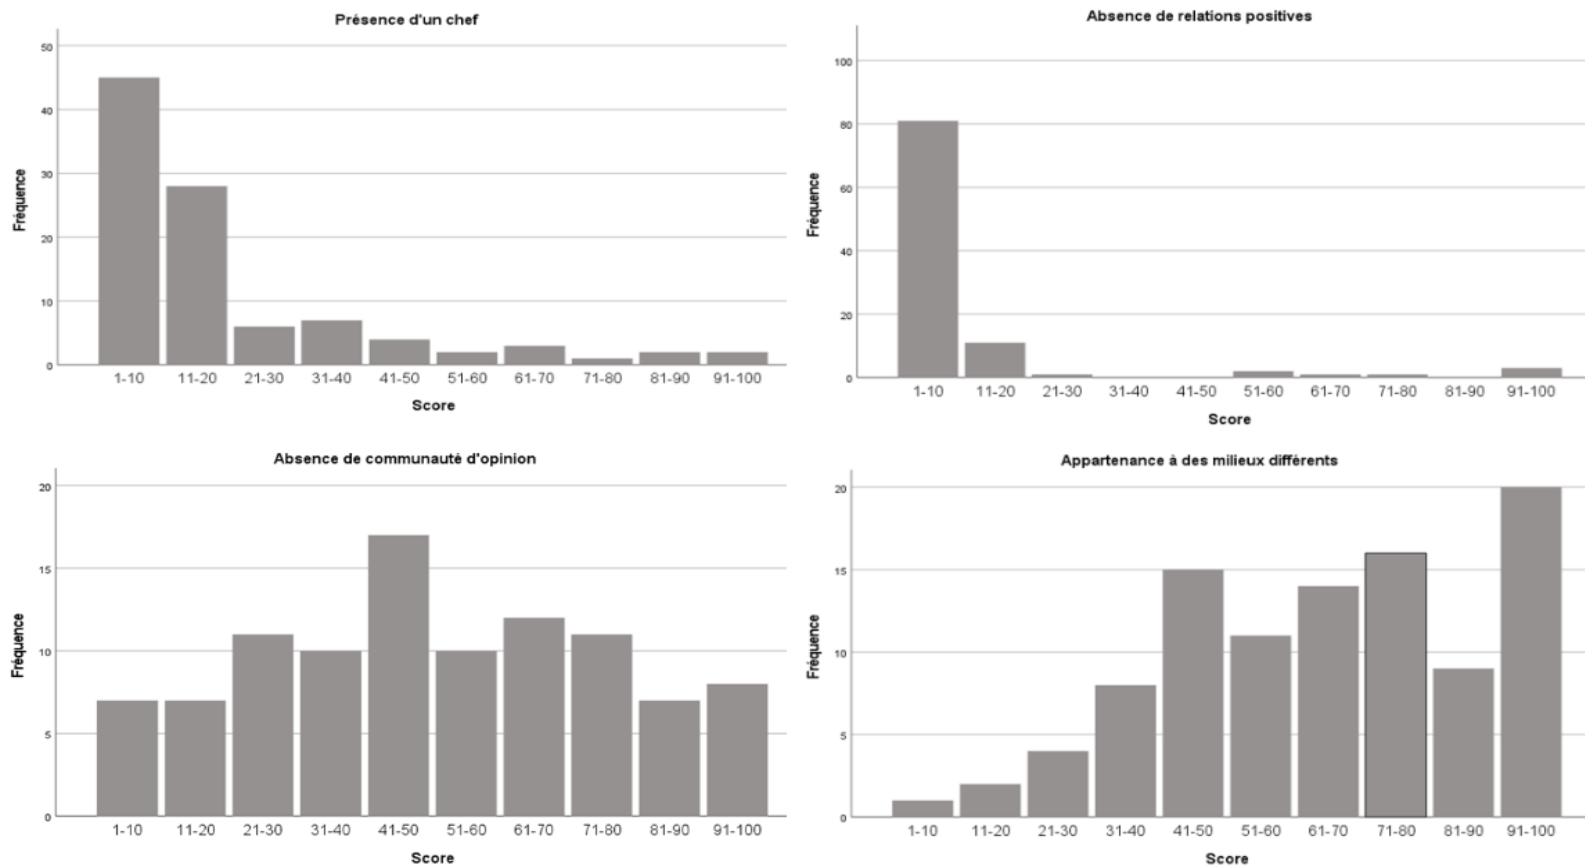 Présence d'un chef
50
40
30
20
10
0
Fréquence
1-10 11-20 21-30 31-40 41-50 51-60 61-70 71-80 81-90 91-100
Score
Absence de relations positives
100
80
60
40
20
0
Fréquence
1-10 11-20 21-30 31-40 41-50 51-60 61-70 71-80 81-90 91-100
Score
Absence de communauté d'opinion
20
15
10
5
0
Fréquence
1-10 11-20 21-30 31-40 41-50 51-60 61-70 71-80 81-90 91-100
Score
Appartenance à des milieux différents
20
15
10
5
0
Fréquence
1-10 11-20 21-30 31-40 41-50 51-60 61-70 71-80 81-90 91-100
Score